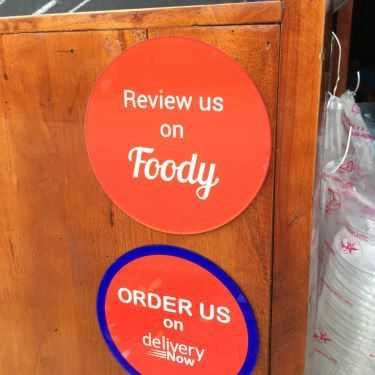 Review us
on
Foody
ORDER US
on
delivery
Now